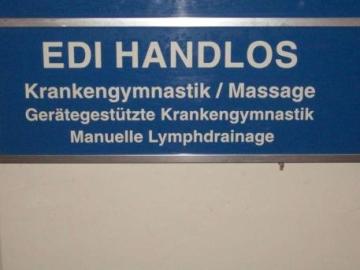 EDI HANDLOS
Krankengymnastik / Massage
Gerätegestützte Krankengymnastik
Manuelle Lymphdrainage